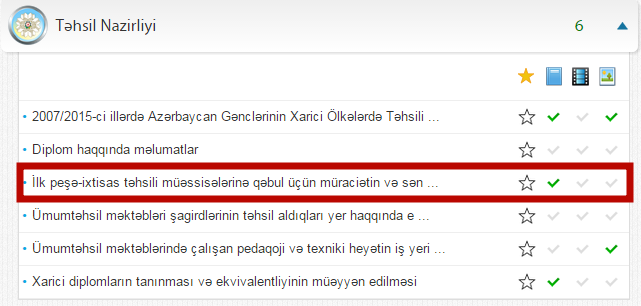 Təhsil Nazirliyi 6
2007/2015-ci illərdə Azərbaycan Gənclərinin Xarici Ölkələrdə Təhsili ...
Diplom haqqında məlumatlar
İlk peşə-ixtisas təhsili müəssisələrinə qəbul üçün müraciətin və sən ...
Ümumtəhsil məktəbləri şagirdlərinin təhsil aldıqları yer haqqında e ...
Ümumtəhsil məktəblərində çalışan pedaqoji və texniki heyətin iş yeri ...
Xarici diplomların tanınması və ekvivalentliyinin müəyyən edilməsi